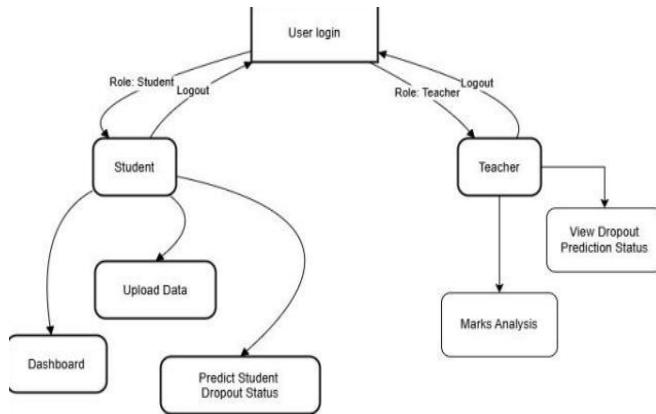 User login
Role: Student
Logout
Logout
Role: Teacher
Student
Teacher
View Dropout
Prediction Status
Upload Data
Marks Analysis
Dashboard
Predict Student
Dropout Status